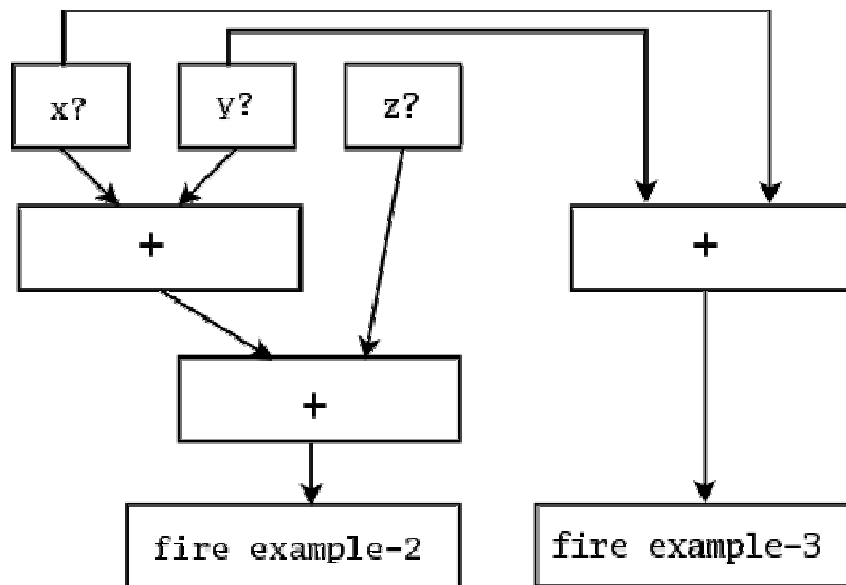 x?
y?
z?
+
+
+
fire example-2
fire example-3